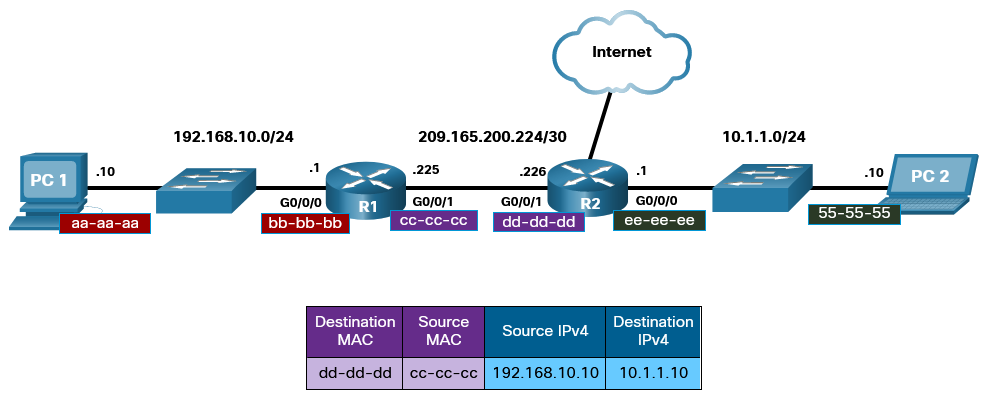 Internet
192.168.10.0/24
209.165.200.224/30
10.1.1.0/24
PC 1
.10
.1
.225
.226
.1
.10
PC 2
G0/0/0
R1
G0/0/1
G0/0/1
R2
G0/0/0
aa-aa-aa
bb-bb-bb
cc-cc-cc
dd-dd-dd
ee-ee-ee
55-55-55
Destination MAC
Source MAC
Source IPv4
Destination IPv4
dd-dd-dd
cc-cc-cc
192.168.10.10
10.1.1.10